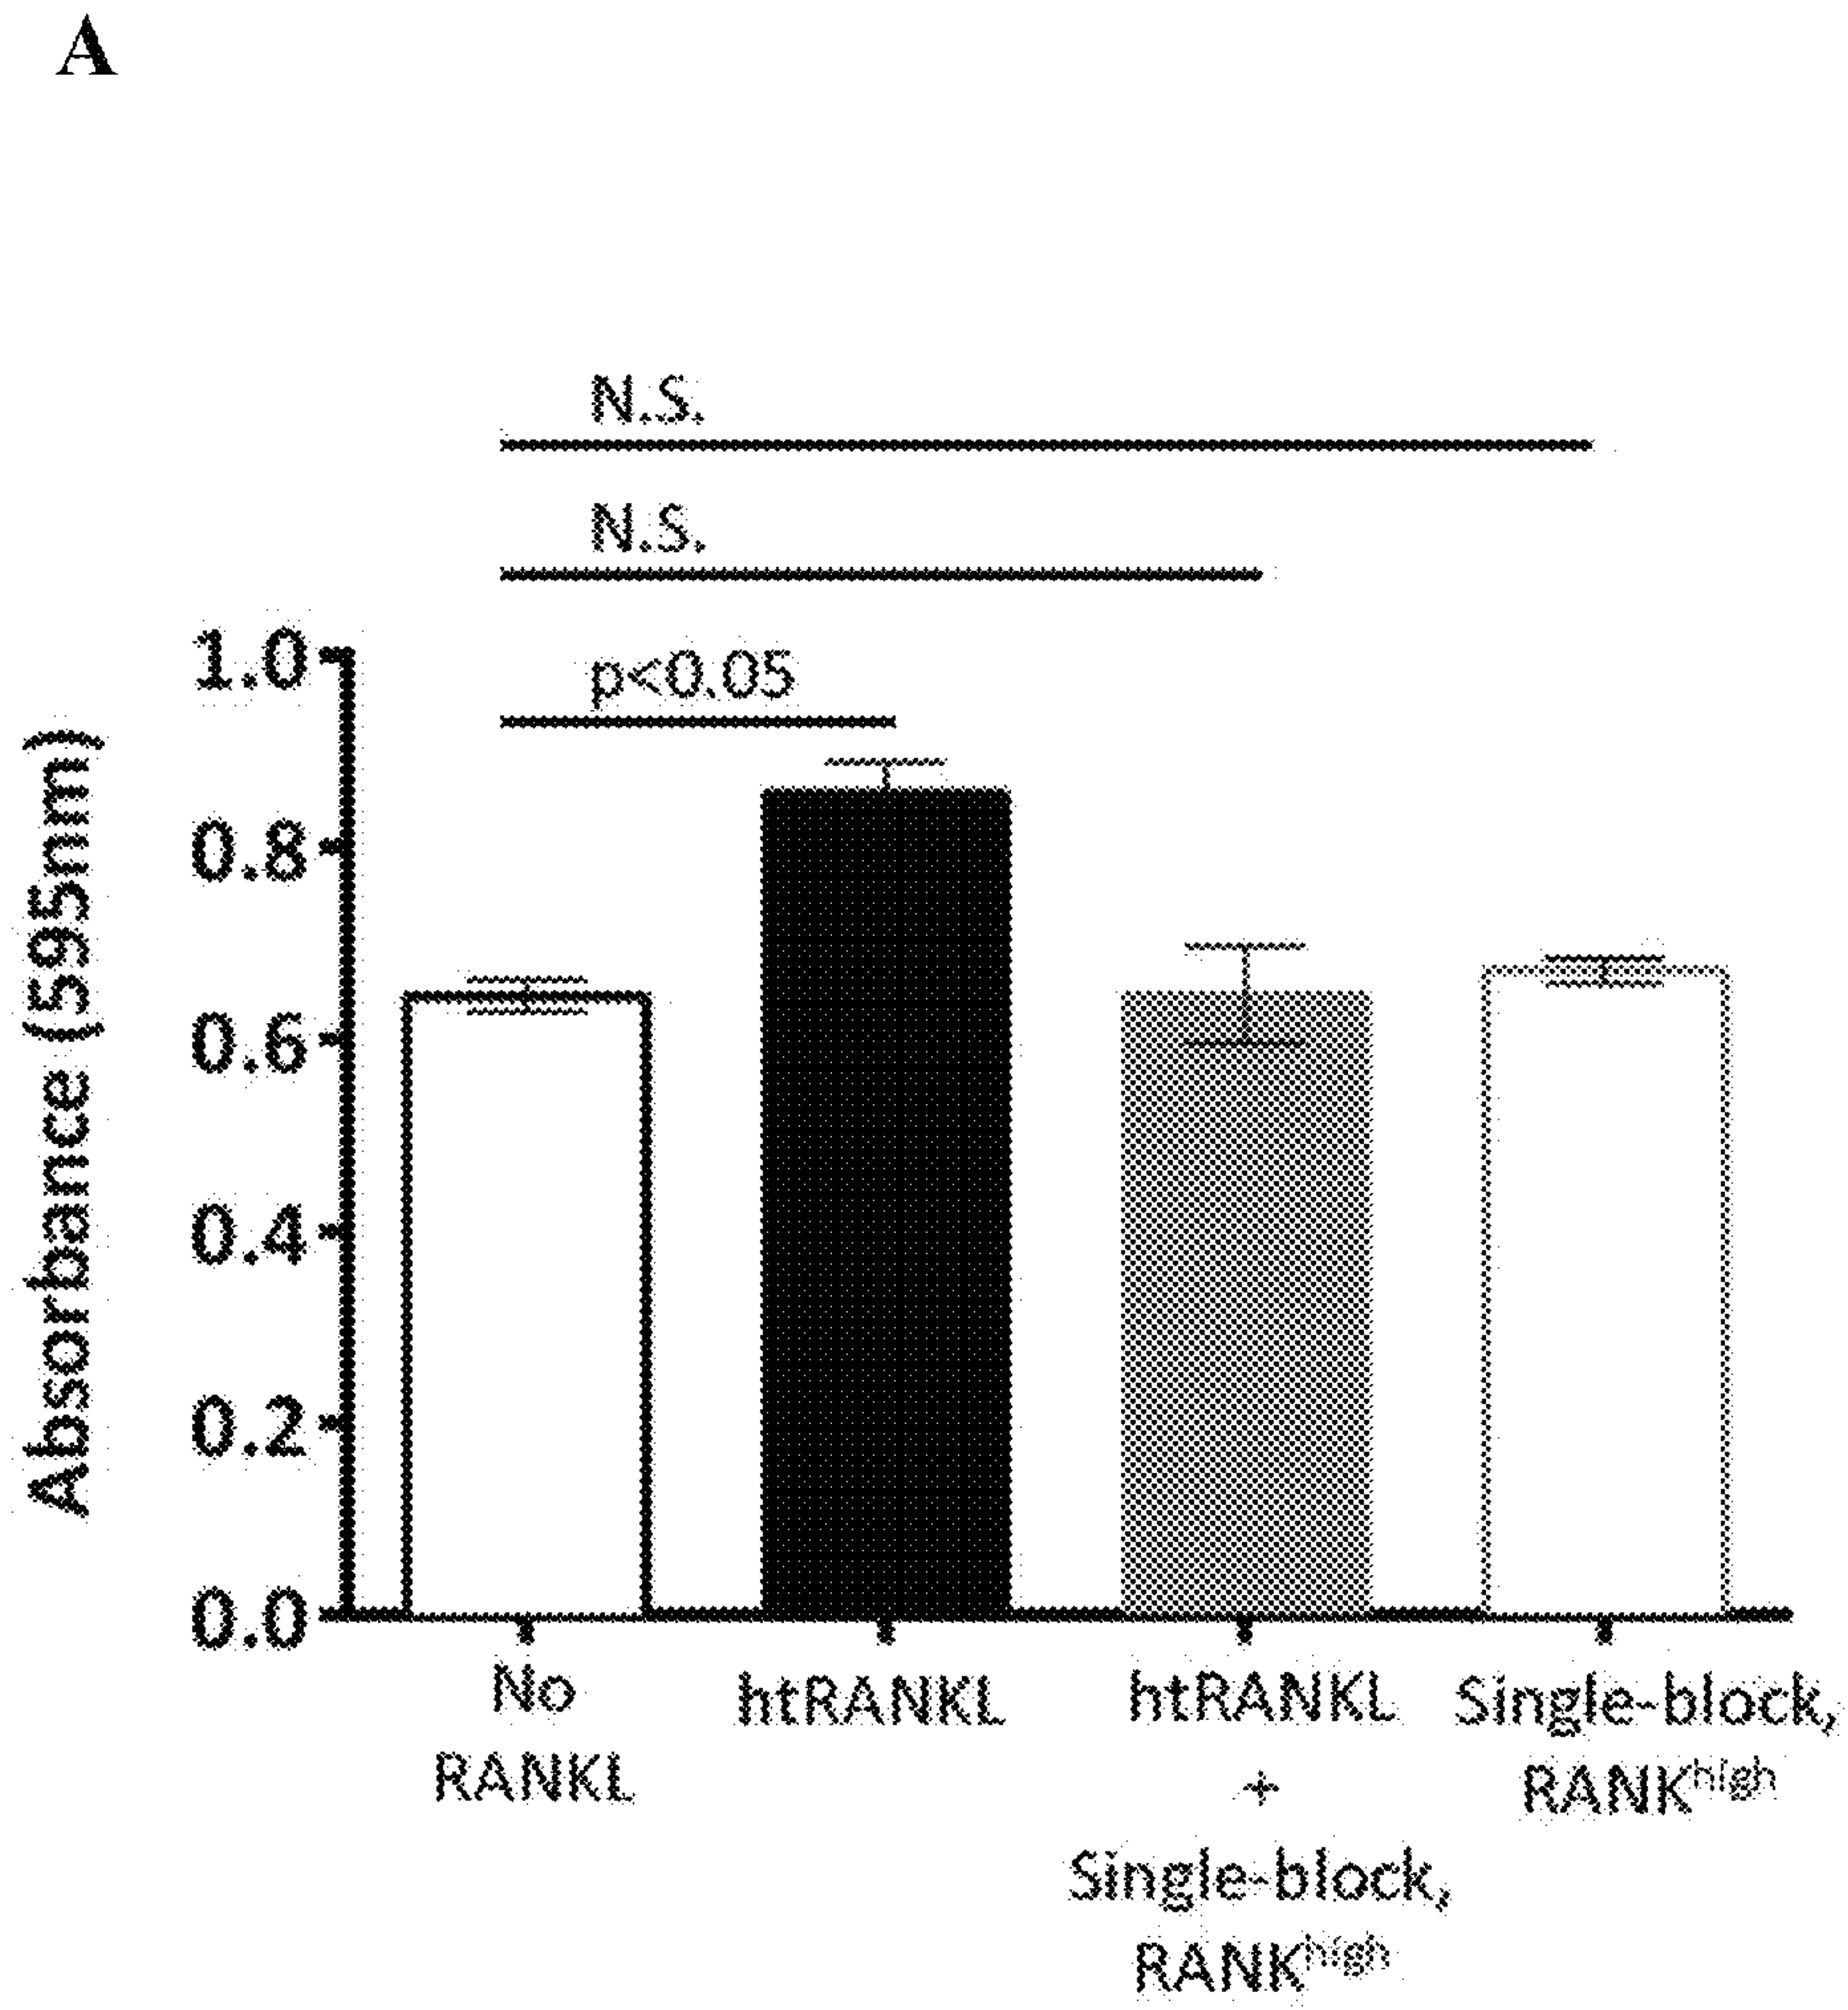 A
N.S.
N.S.
p<0.05
1.0
0.8
0.6
0.4
0.2
0.0
Absorbance (595nm)
No
RANKL
htRANKL
htRANKL
+
Single-block,
RANKhigh
Single-block,
RANKhigh